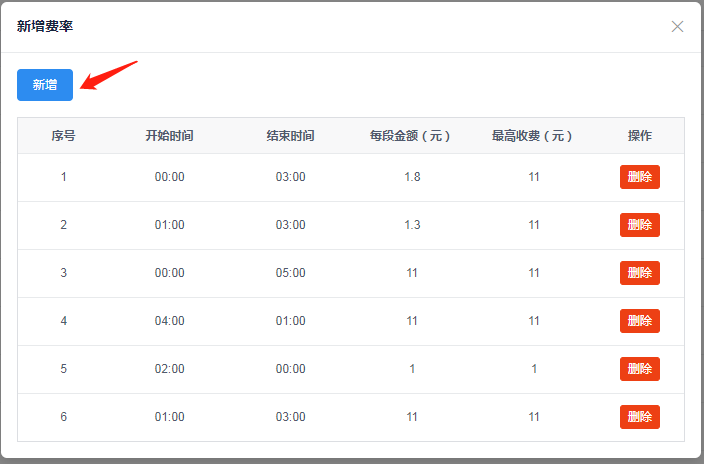 新增费率
新增
序号 开始时间 结束时间 每段金额（元） 最高收费（元） 操作
1 00:00 03:00 1.8 11 删除
2 01:00 03:00 1.3 11 删除
3 00:00 05:00 11 11 删除
4 04:00 01:00 11 11 删除
5 02:00 00:00 1 1 删除
6 01:00 03:00 11 11 删除